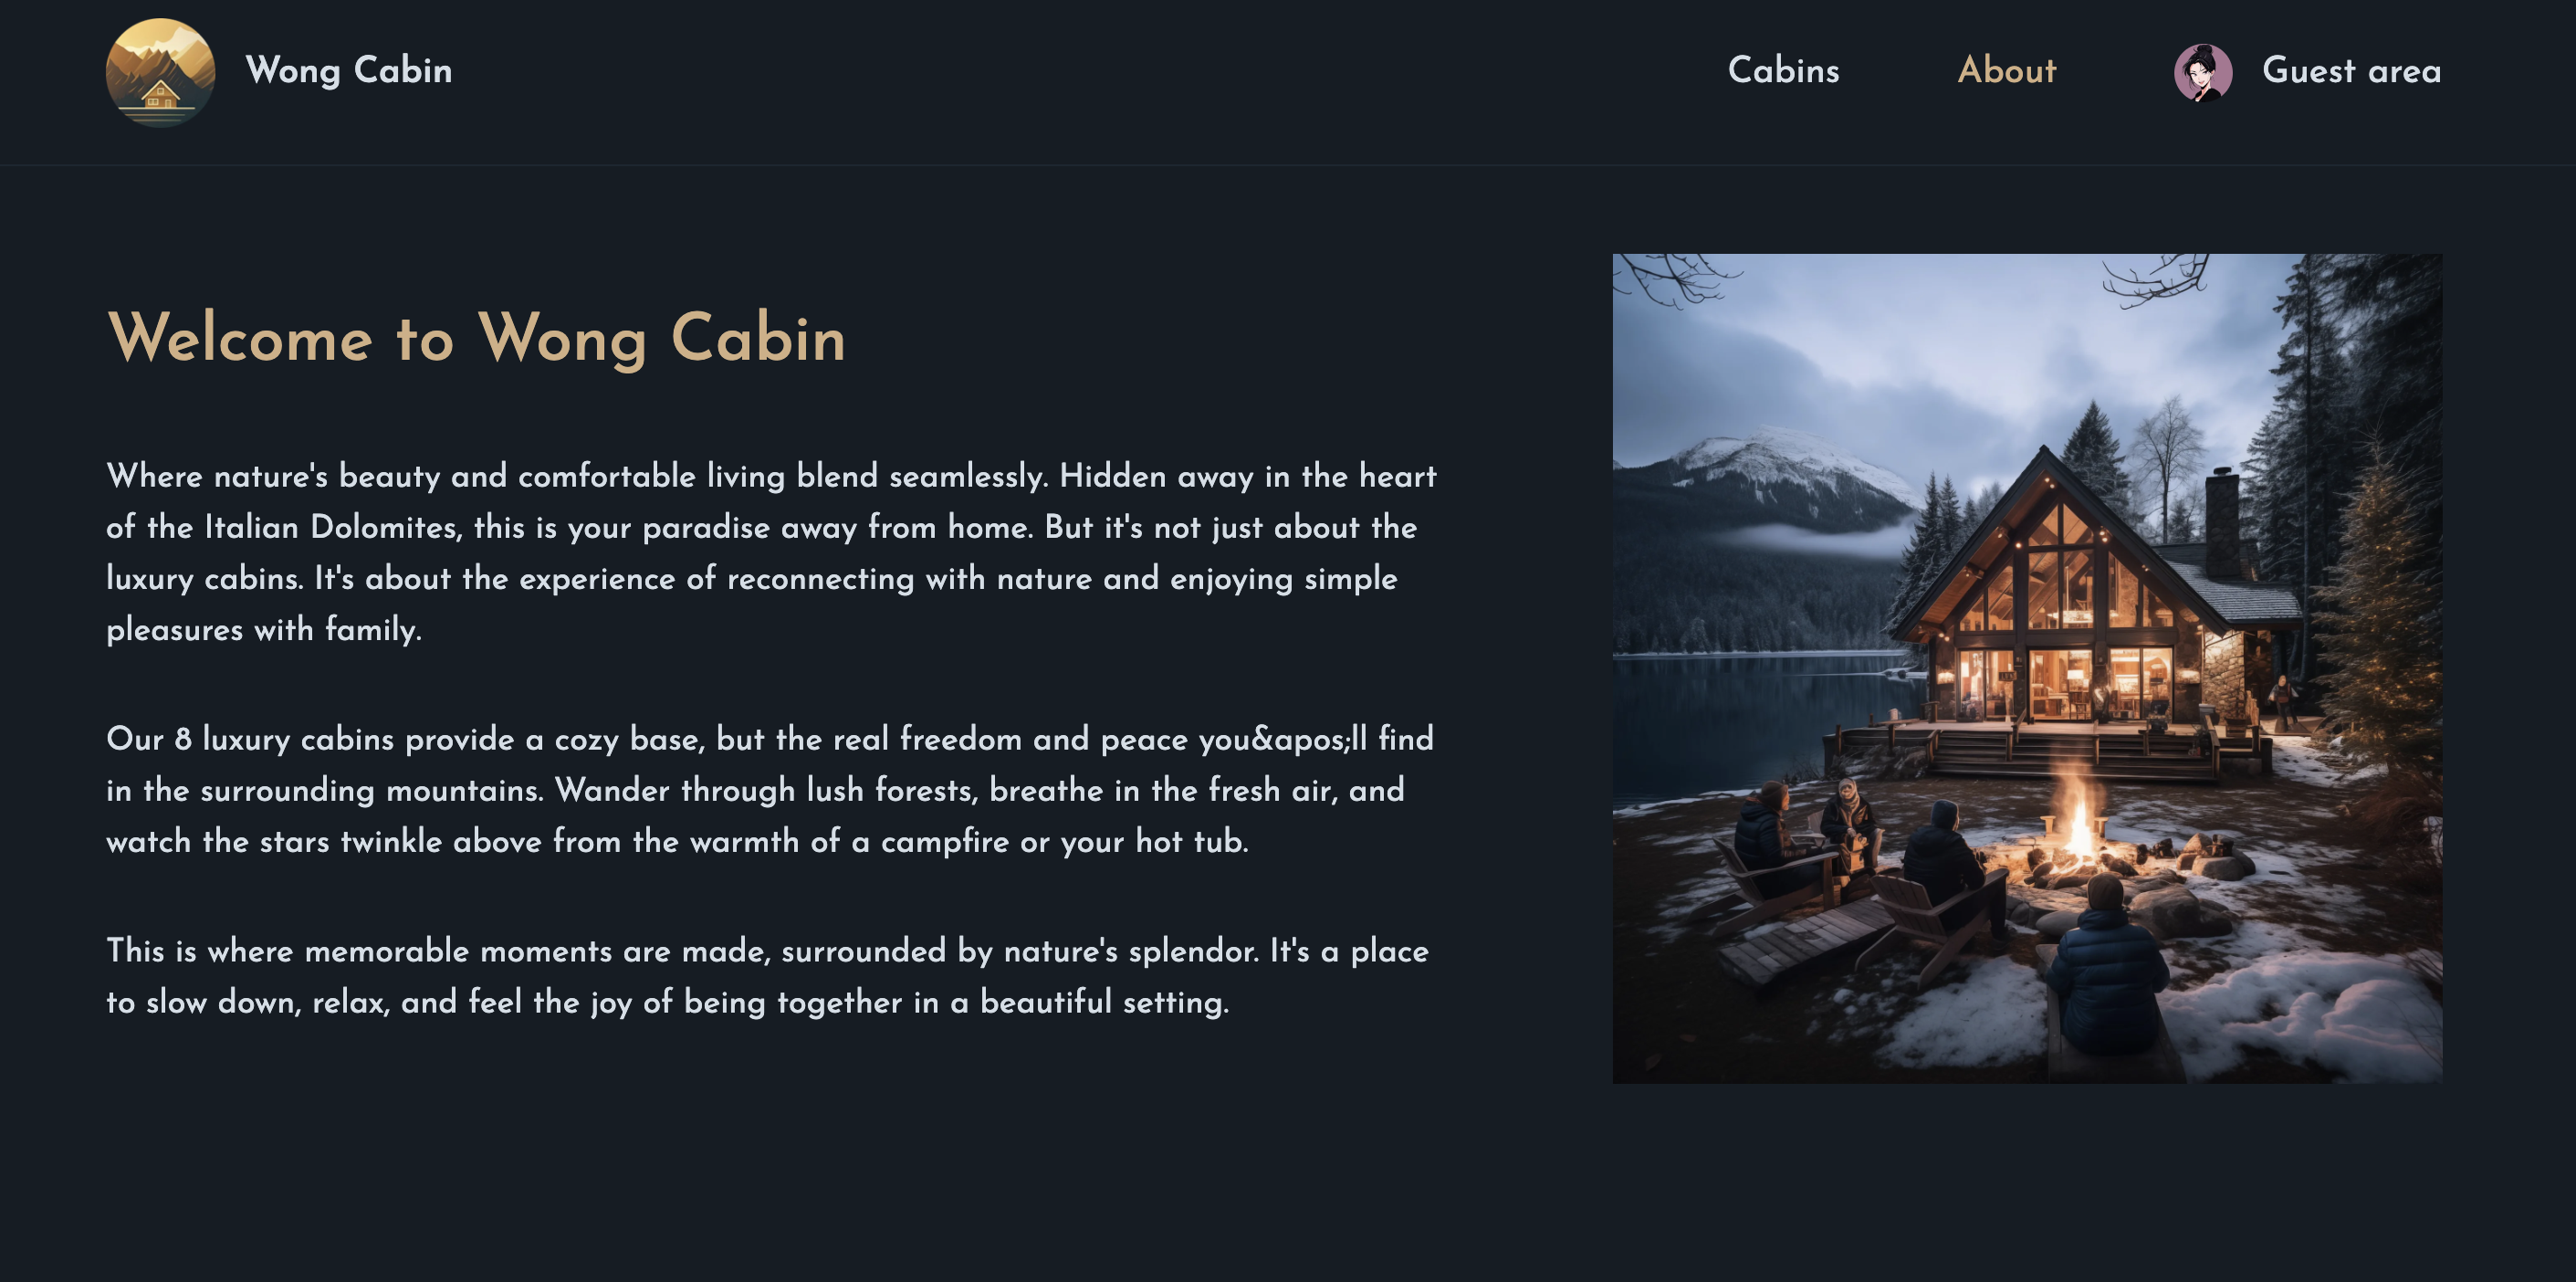 Wong Cabin
Cabins
About
Guest area
Welcome to Wong Cabin
Where nature's beauty and comfortable living blend seamlessly. Hidden away in the heart
of the Italian Dolomites, this is your paradise away from home. But it's not just about the
luxury cabins. It's about the experience of reconnecting with nature and enjoying simple
pleasures with family.
Our 8 luxury cabins provide a cozy base, but the real freedom and peace you&apos;ll find
in the surrounding mountains. Wander through lush forests, breathe in the fresh air, and
watch the stars twinkle above from the warmth of a campfire or your hot tub.
This is where memorable moments are made, surrounded by nature's splendor. It's a place
to slow down, relax, and feel the joy of being together in a beautiful setting.